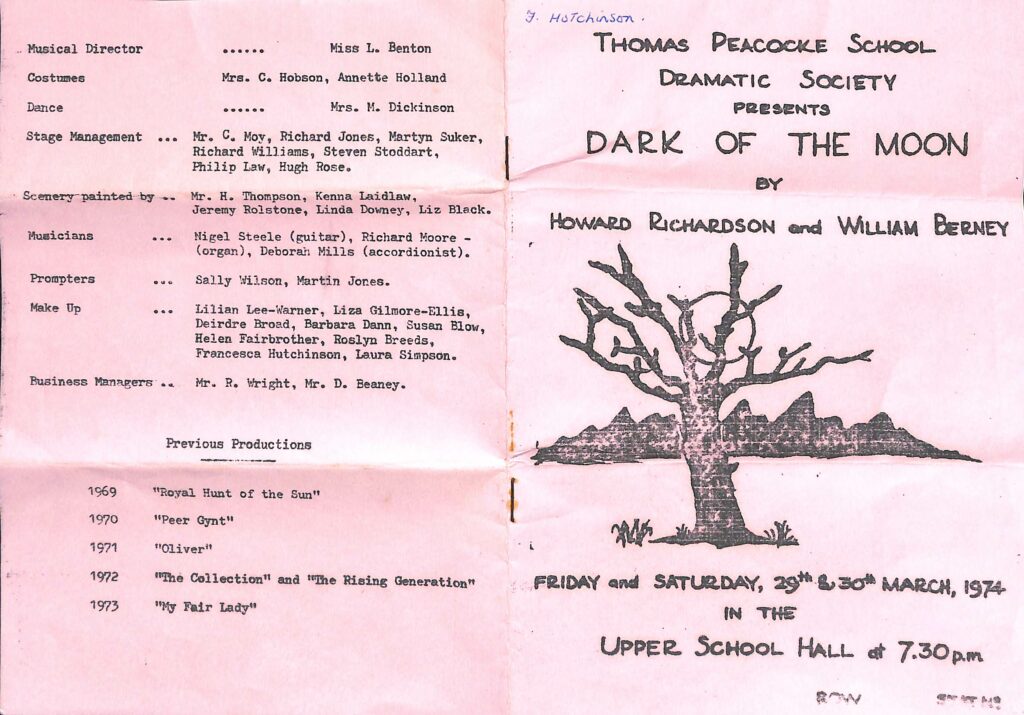 Musical Director ...... Miss L. Benton
Costumes Mrs. C. Hobson, Annette Holland
Dance ...... Mrs. M. Dickinson
Stage Management ... Mr. C. Moy, Richard Jones, Martyn Suker,
Richard Williams, Steven Stoddart,
Philip Law, Hugh Rose.
Scenery painted by .. Mr. H. Thompson, Kenna Laidlaw,
Jeremy Rolstone, Linda Downey, Liz Black.
Musicians ... Nigel Steele (guitar), Richard Moore -
(organ), Deborah Mills (accordionist).
Prompters ... Sally Wilson, Martin Jones.
Make Up ... Lilian Lee-Warner, Liza Gilmore-Ellis,
Deirdre Broad, Barbara Dann, Susan Blow,
Helen Fairbrother, Roslyn Breeds,
Francesca Hutchinson, Laura Simpson.
Business Managers .. Mr. R. Wright, Mr. D. Beaney.
Previous Productions
1969 "Royal Hunt of the Sun"
1970 "Peer Gynt"
1971 "Oliver"
1972 "The Collection" and "The Rising Generation"
1973 "My Fair Lady"
Hutchinson.
THOMAS PEACOCKE SCHOOL
DRAMATIC SOCIETY
PRESENTS
DARK OF THE MOON
BY
HOWARD RICHARDSON and WILLIAM BERNEY
FRIDAY and SATURDAY, 29th & 30th MARCH, 1974
IN THE
UPPER SCHOOL HALL at 7.30 p.m
ROW